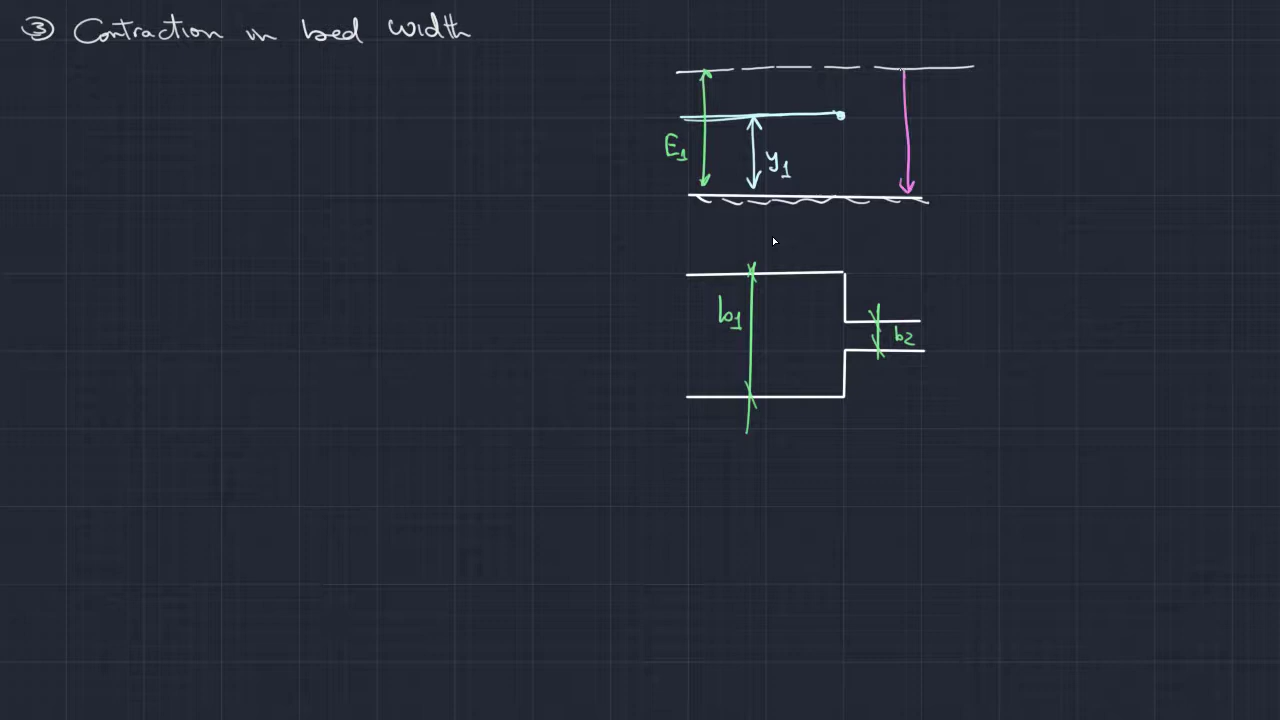 ③ Contraction in bed width
E1
y1
b1
b2